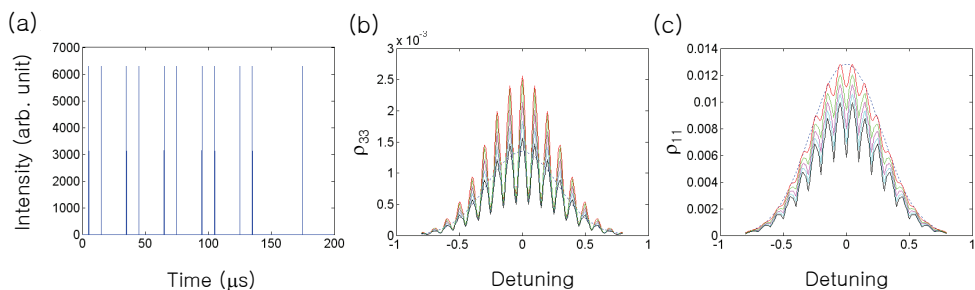 (a)
7000
6000
5000
4000
3000
2000
1000
0
0 50 100 150 200
Intensity (arb. unit)
Time (μs)
(b)
x 10⁻³
3
2.5
2
1.5
1
0.5
0
-1 -0.5 0 0.5 1
ρ₃₃
Detuning
(c)
0.014
0.012
0.01
0.008
0.006
0.004
0.002
0
-1 -0.5 0 0.5 1
ρ₁₁
Detuning